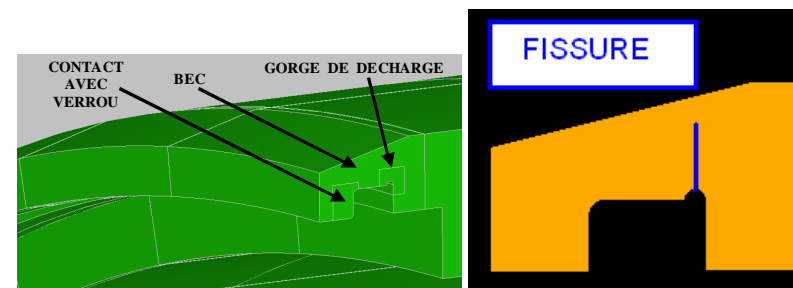 CONTACT
AVEC
VERROU
BEC
GORGE DE DECHARGE
FISSURE